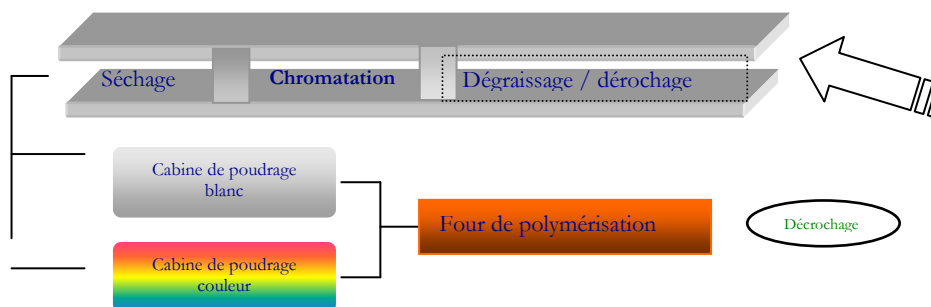 Séchage
Chromatation
Dégraissage / dérochage
Cabine de poudrage
blanc
Four de polymérisation
Décrochage
Cabine de poudrage
couleur